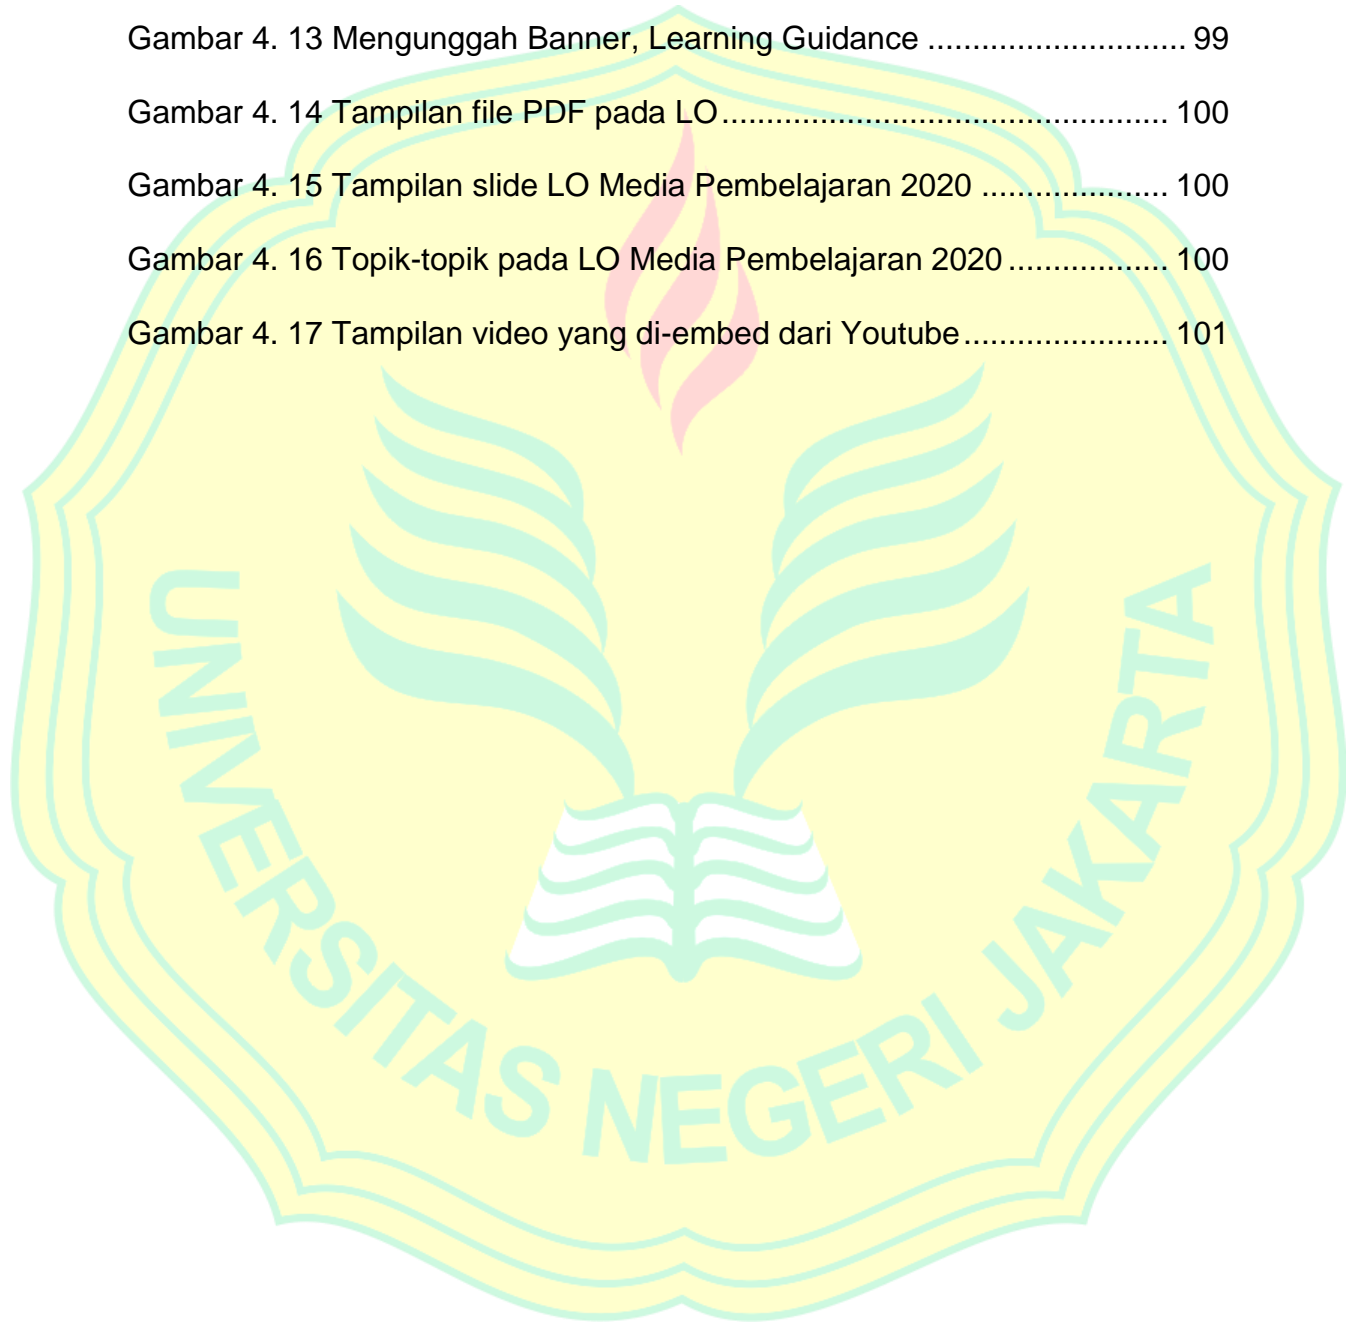 Gambar 4. 13 Mengunggah Banner, Learning Guidance ............................. 99
Gambar 4. 14 Tampilan file PDF pada LO.................................................. 100
Gambar 4. 15 Tampilan slide LO Media Pembelajaran 2020 ..................... 100
Gambar 4. 16 Topik-topik pada LO Media Pembelajaran 2020 .................. 100
Gambar 4. 17 Tampilan video yang di-embed dari Youtube....................... 101
UNIVERSITAS NEGERI JAKARTA